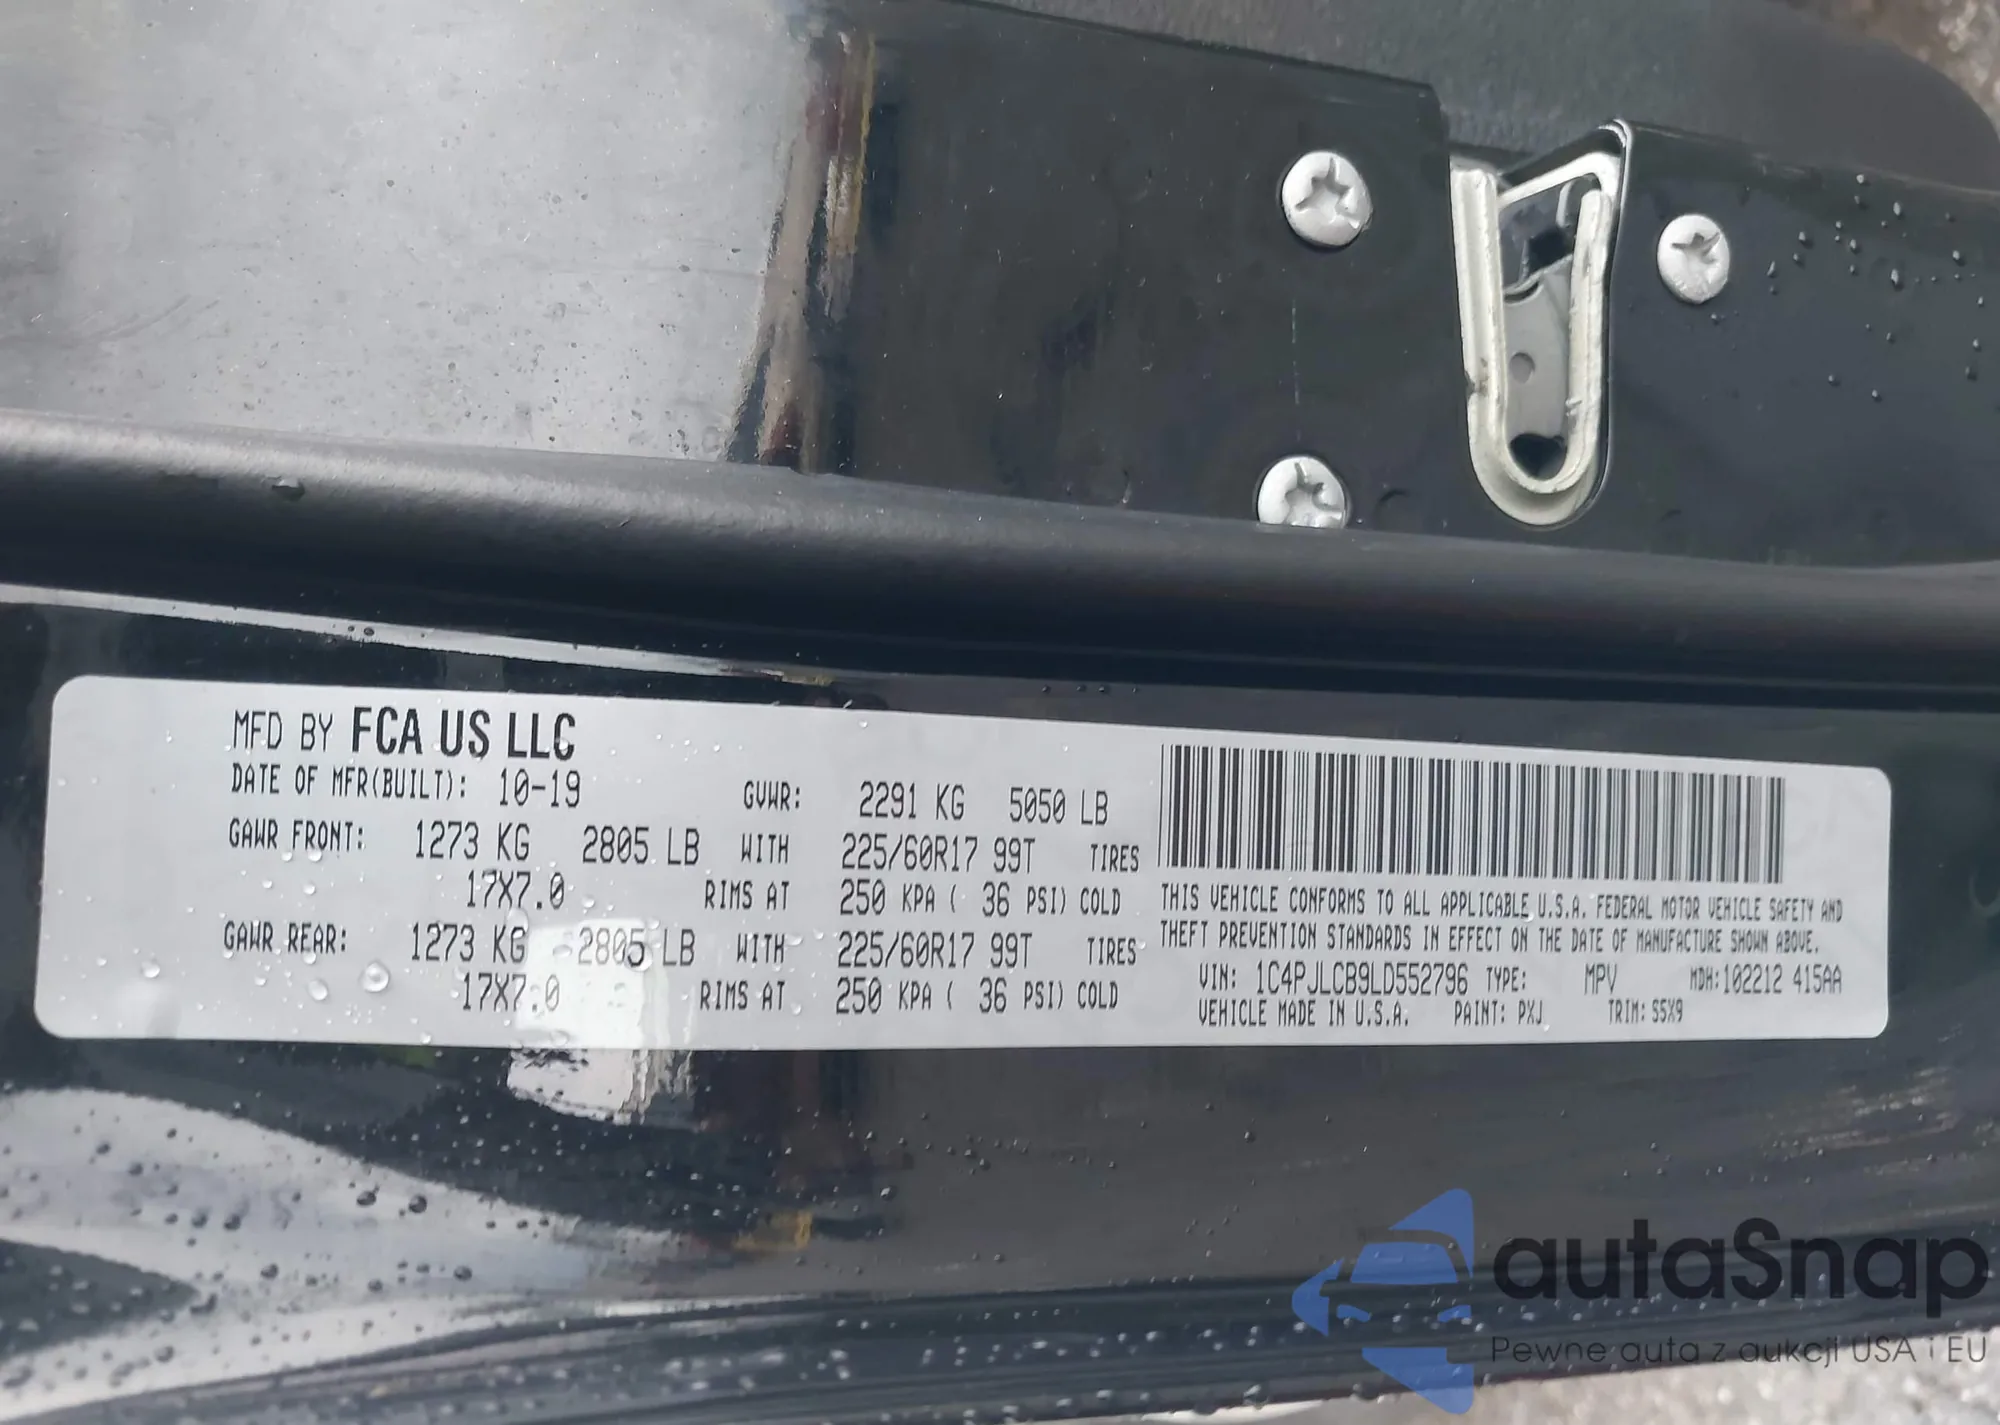 MFD BY FCA US LLC
DATE OF MFR(BUILT): 10-19 GVWR: 2291 KG 5050 LB
GAWR FRONT: 1273 KG 2805 LB WITH 225/60R17 99T TIRES
17X7.0 RIMS AT 250 KPA ( 36 PSI) COLD
GAWR REAR: 1273 KG 2805 LB WITH 225/60R17 99T TIRES
17X7.0 RIMS AT 250 KPA ( 36 PSI) COLD
THIS VEHICLE CONFORMS TO ALL APPLICABLE U.S.A. FEDERAL MOTOR VEHICLE SAFETY AND
THEFT PREVENTION STANDARDS IN EFFECT ON THE DATE OF MANUFACTURE SHOWN ABOVE.
VIN: 1C4PJLCB9LD552796 TYPE: MPV MDH:102212 415AA
VEHICLE MADE IN U.S.A. PAINT: PXJ TRIM: S5X9
autaSnap
Pewne auta z aukcji USA i EU